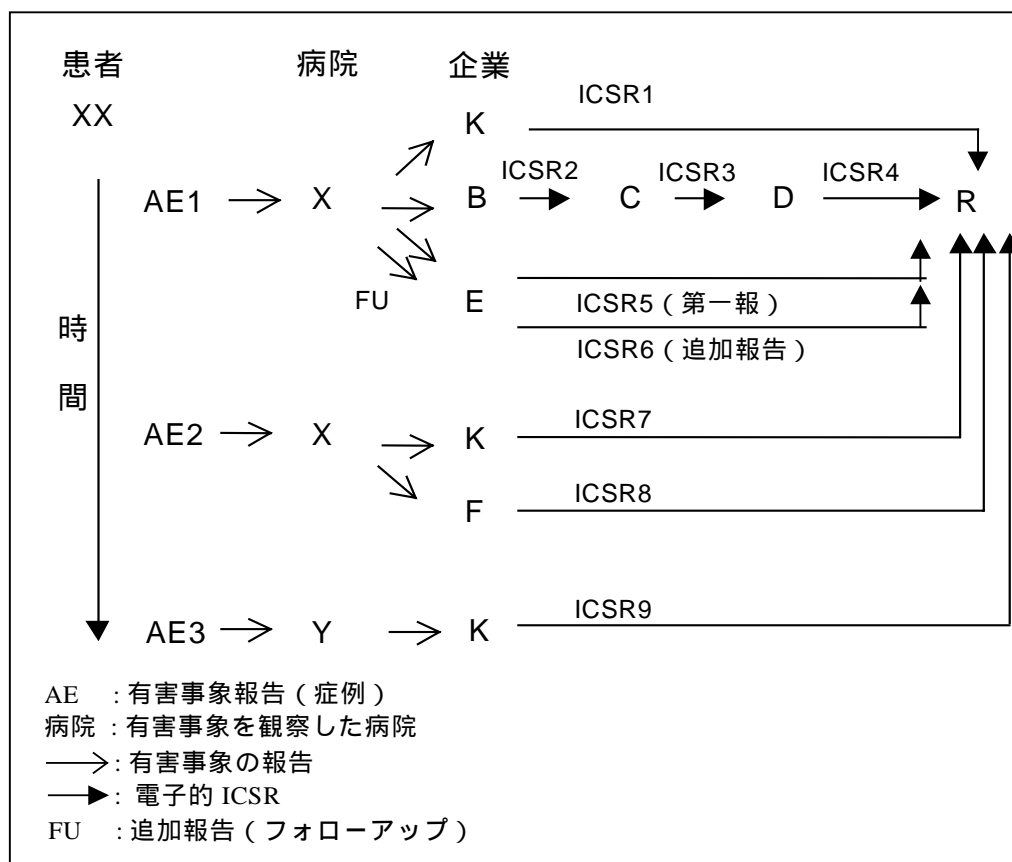 患者 病院 企業
XX
ICSR1
K
ICSR2 ICSR3 ICSR4
AE1 X B C D R
FU E
ICSR5（第一報）
ICSR6（追加報告）
時
間
ICSR7
AE2 X K
ICSR8
F
ICSR9
AE3 Y K
AE ：有害事象報告（症例）
病院 ：有害事象を観察した病院
：有害事象の報告
：電子的 ICSR
FU ：追加報告（フォローアップ）